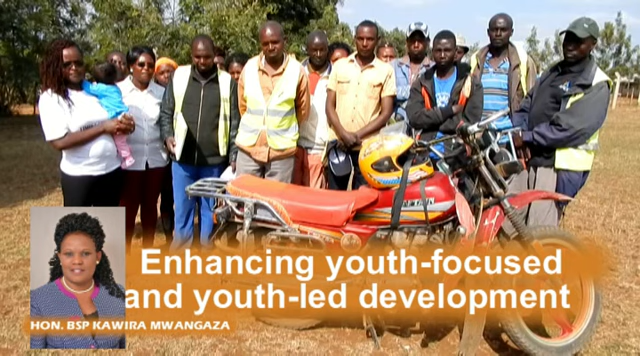 Enhancing youth-focused
and youth-led development
HON. BSP KAWIRA MWANGAZA